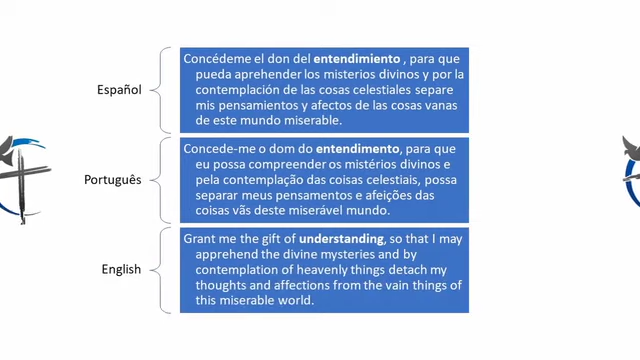 Español
Concédeme el don del entendimiento , para que
pueda aprehender los misterios divinos y por la
contemplación de las cosas celestiales separe
mis pensamientos y afectos de las cosas vanas
de este mundo miserable.
Português
Concede-me o dom do entendimento, para que
eu possa compreender os mistérios divinos e
pela contemplação das coisas celestiais, possa
separar meus pensamentos e afeições das
coisas vãs deste miserável mundo.
English
Grant me the gift of understanding, so that I may
apprehend the divine mysteries and by
contemplation of heavenly things detach my
thoughts and affections from the vain things of
this miserable world.